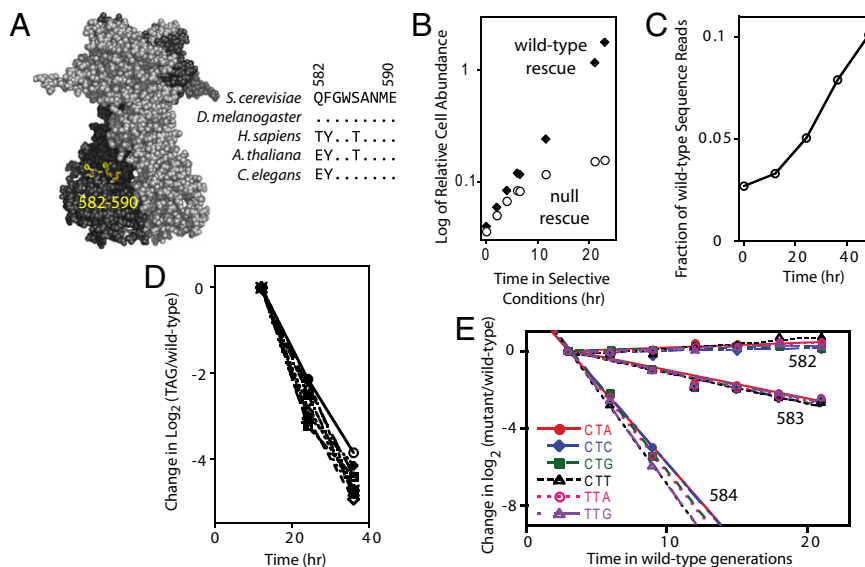 A
582
590
S.cerevisiae QFGWSANME
D.melanogaster .........
H.sapiens TY..T....
A.thaliana EY..T....
C.elegans EY.......
582-590
B
Log of Relative Cell Abundance
1
0.1
wild-type
rescue
null
rescue
0 10 20
Time in Selective
Conditions (hr)
C
Fraction of wild-type Sequence Reads
0.1
0.05
0
0 20 40
Time (hr)
D
Change in Log2 (TAG/wild-type)
0
-2
-4
0 20 40
Time (hr)
E
Change in log2 (mutant/wild-type)
0
-4
-8
582
583
584
CTA
CTC
CTG
CTT
TTA
TTG
0 10 20
Time in wild-type generations